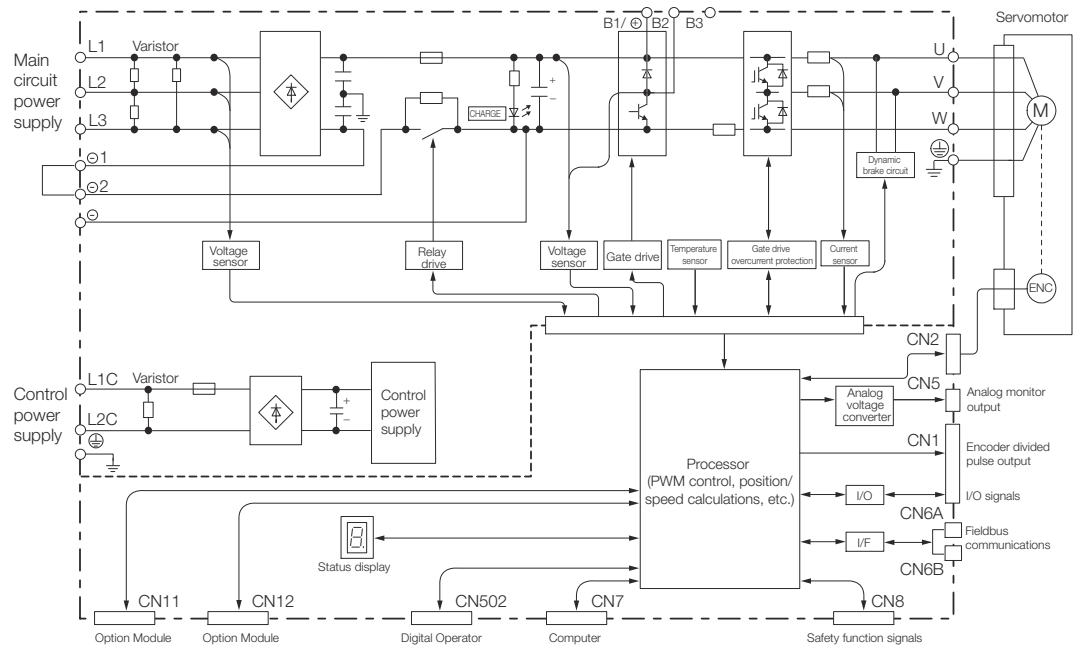 B1/ ⊕ B2 B3
Servomotor
Main
circuit
power
supply
L1
Varistor
L2
L3
⊖1
⊖2
⊖
CHARGE
+
−
U
V
W
M
Dynamic
brake circuit
Voltage
sensor
Relay
drive
Voltage
sensor
Gate drive
Temperature
sensor
Gate drive
overcurrent protection
Current
sensor
ENC
Control
power
supply
L1C
Varistor
L2C
+
−
Control
power
supply
Processor
(PWM control, position/
speed calculations, etc.)
CN2
CN5
Analog
voltage
converter
Analog monitor
output
CN1
Encoder divided
pulse output
I/O
I/O signals
CN6A
I/F
Fieldbus
communications
CN6B
8.
Status display
CN11
Option Module
CN12
Option Module
CN502
Digital Operator
CN7
Computer
CN8
Safety function signals